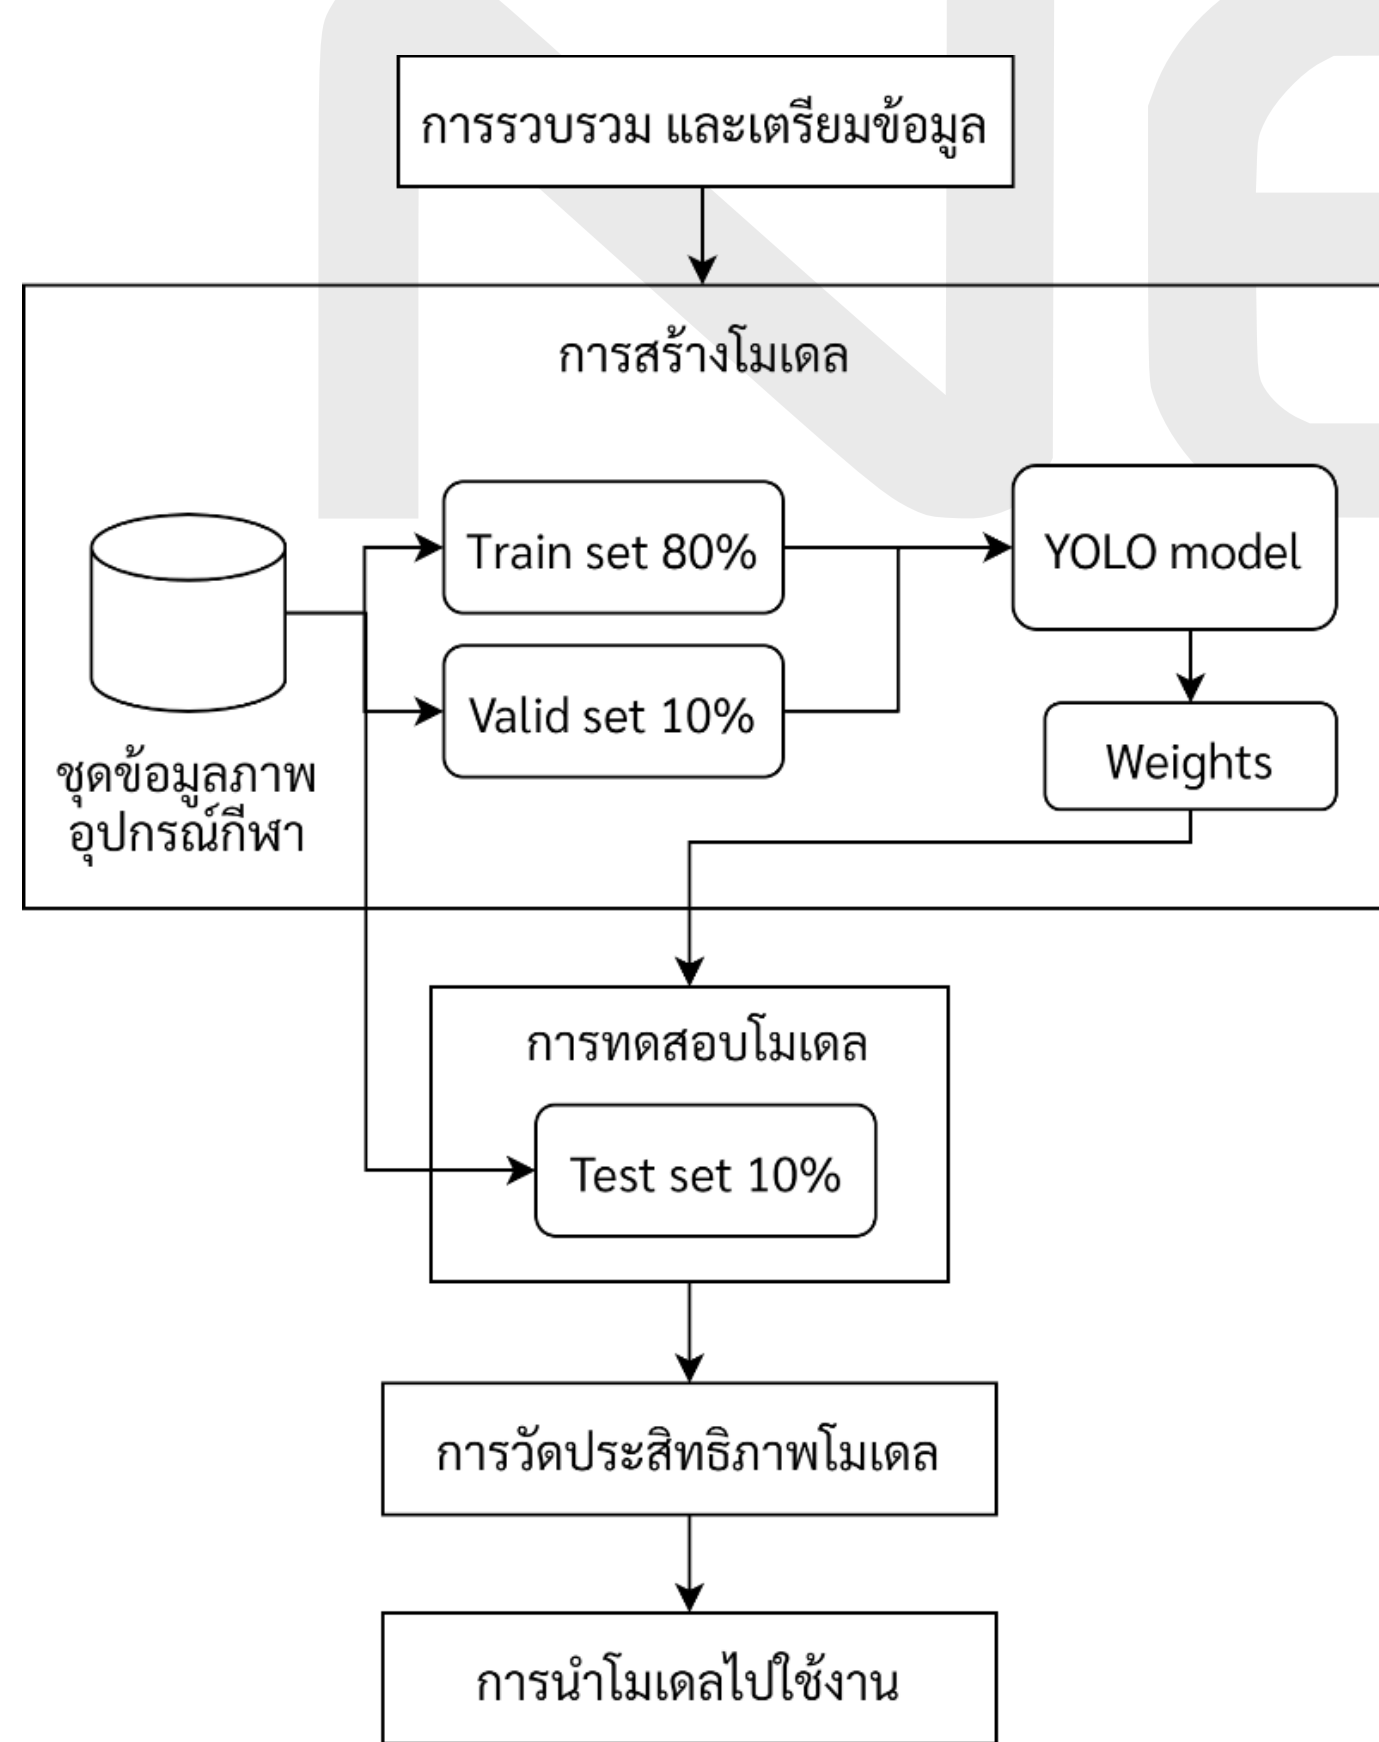 การรวบรวม และเตรียมข้อมูล
การสร้างโมเดล
Train set 80%
YOLO model
Valid set 10%
Weights
ชุดข้อมูลภาพ
อุปกรณ์กีฬา
การทดสอบโมเดล
Test set 10%
การวัดประสิทธิภาพโมเดล
การนำโมเดลไปใช้งาน